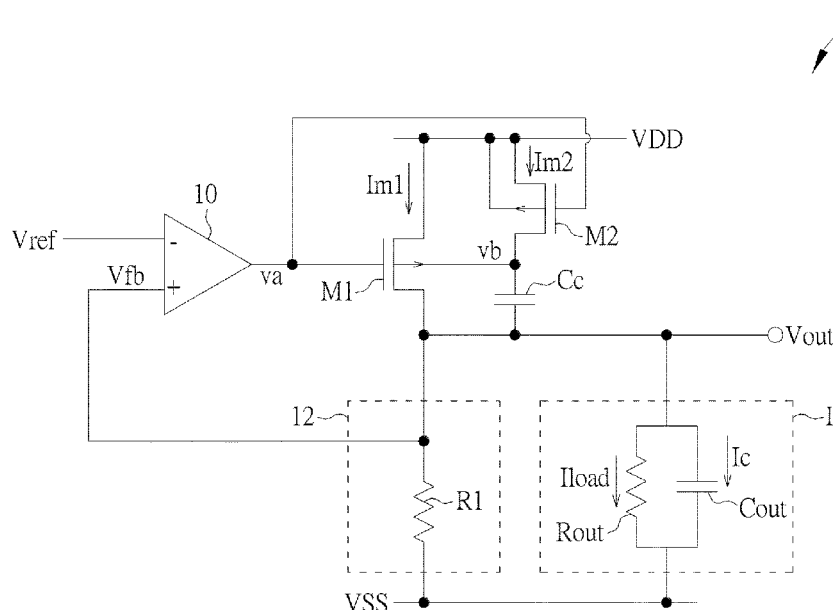 VDD
Im1
Im2
10
Vref
-
M2
Vfb
va
vb
+
M1
Cc
Vout
12
1
Iload
Ic
R1
Rout
Cout
VSS